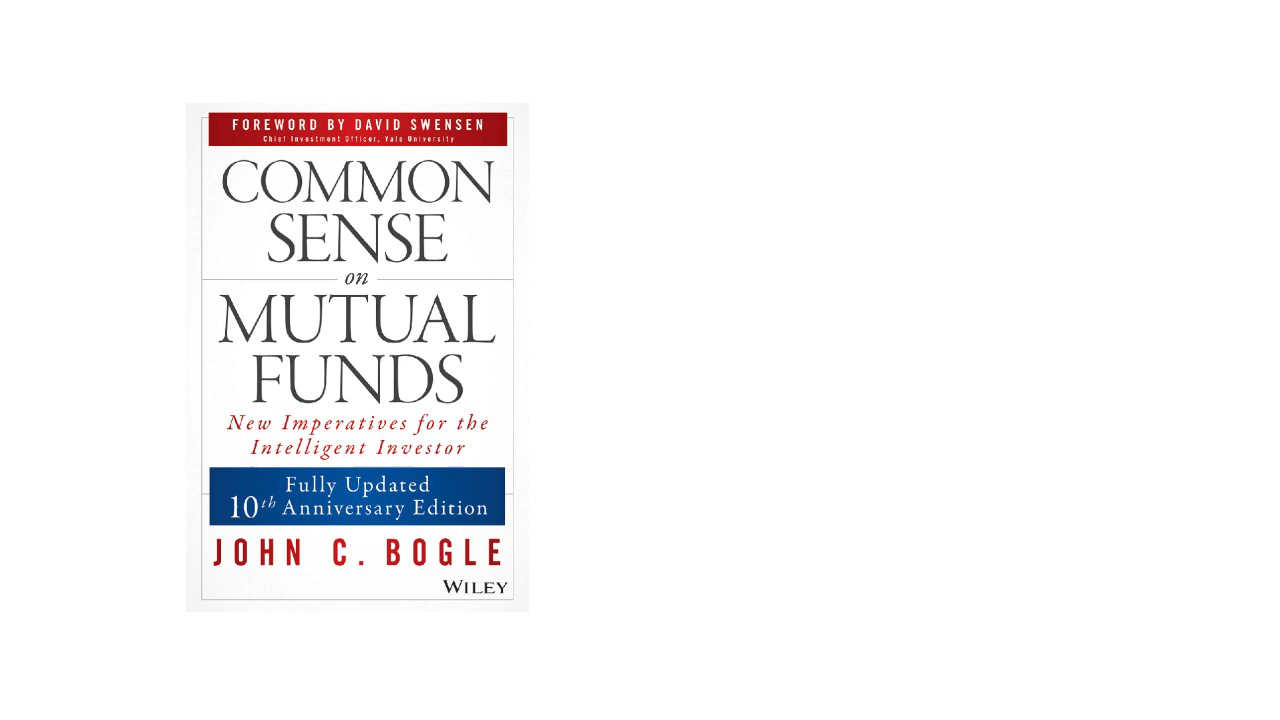 FOREWORD BY DAVID SWENSEN
Chief Investment Officer, Yale University
COMMON
SENSE
on
MUTUAL
FUNDS
New Imperatives for the
Intelligent Investor
Fully Updated
10th Anniversary Edition
JOHN C. BOGLE
WILEY